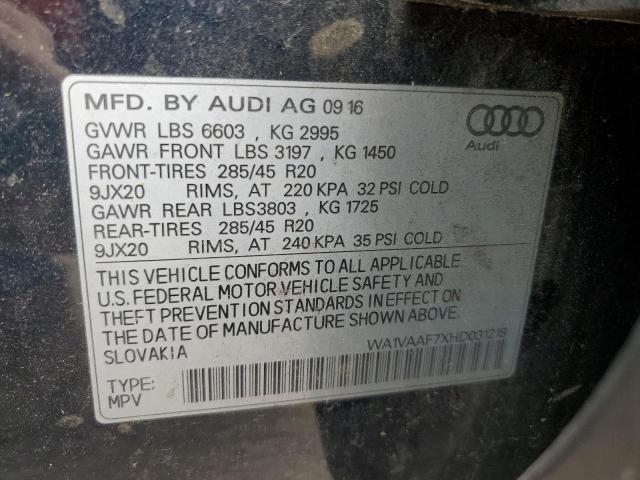 MFD. BY AUDI AG 09 16
GVWR LBS 6603 , KG 2995
GAWR FRONT LBS 3197 , KG 1450
FRONT-TIRES 285/45 R20
9JX20 RIMS, AT 220 KPA 32 PSI COLD
GAWR REAR LBS3803 , KG 1725
REAR-TIRES 285/45 R20
9JX20 RIMS, AT 240 KPA 35 PSI COLD
Audi
THIS VEHICLE CONFORMS TO ALL APPLICABLE
U.S. FEDERAL MOTOR VEHICLE SAFETY AND
THEFT PREVENTION STANDARDS IN EFFECT ON
THE DATE OF MANUFACTURE SHOWN ABOVE.
SLOVAKIA
WA1VAAF7XHD031218
TYPE:
MPV